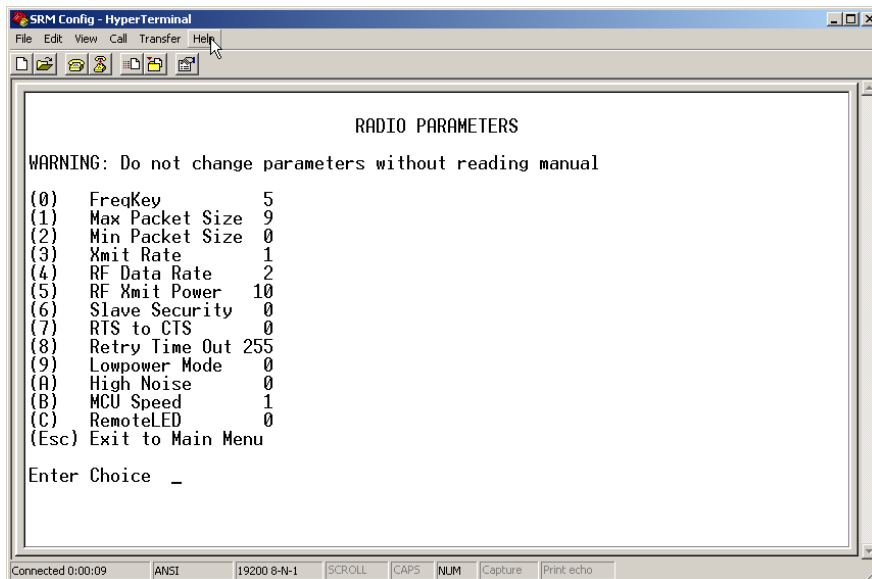 SRM Config - HyperTerminal
File Edit View Call Transfer Help
RADIO PARAMETERS
WARNING: Do not change parameters without reading manual
(0) FreqKey 5
(1) Max Packet Size 9
(2) Min Packet Size 0
(3) Xmit Rate 1
(4) RF Data Rate 2
(5) RF Xmit Power 10
(6) Slave Security 0
(7) RTS to CTS 0
(8) Retry Time Out 255
(9) Lowpower Mode 0
(A) High Noise 0
(B) MCU Speed 1
(C) RemoteLED 0
(Esc) Exit to Main Menu
Enter Choice _
Connected 0:00:09 ANSI 19200 8-N-1 SCROLL CAPS NUM Capture Print echo